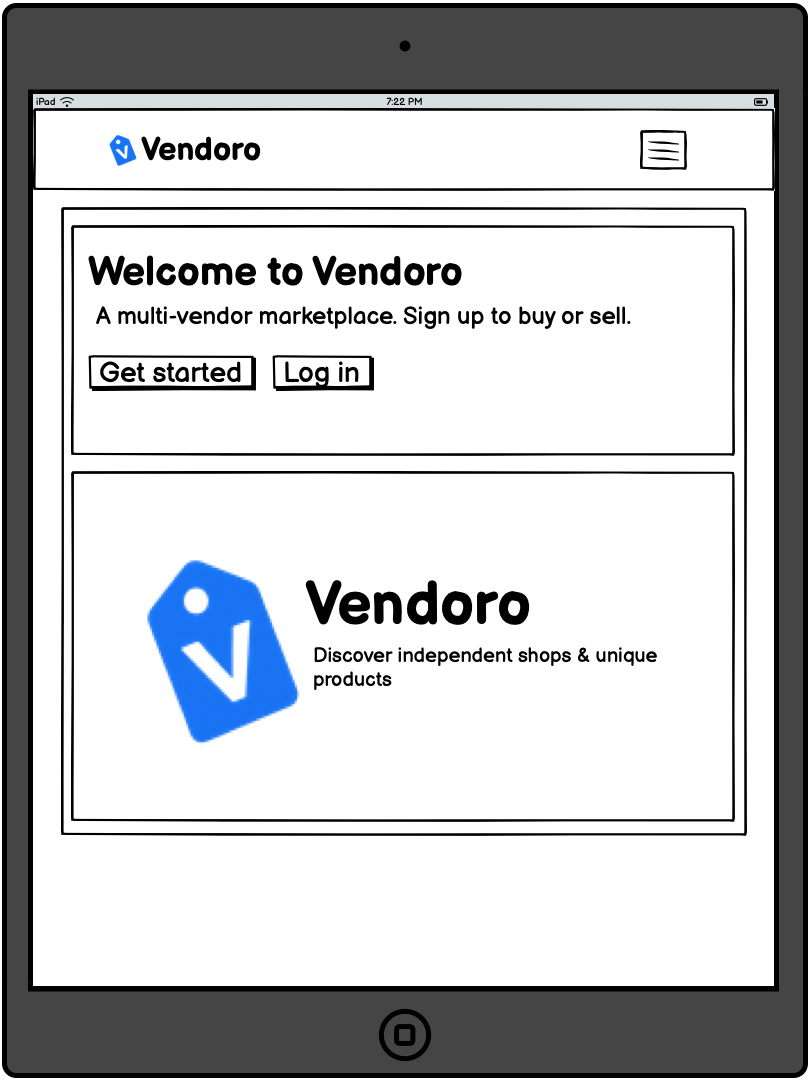 iPad
7:22 PM
Vendoro
Welcome to Vendoro
A multi-vendor marketplace. Sign up to buy or sell.
Get started
Log in
V
Vendoro
Discover independent shops & unique
products